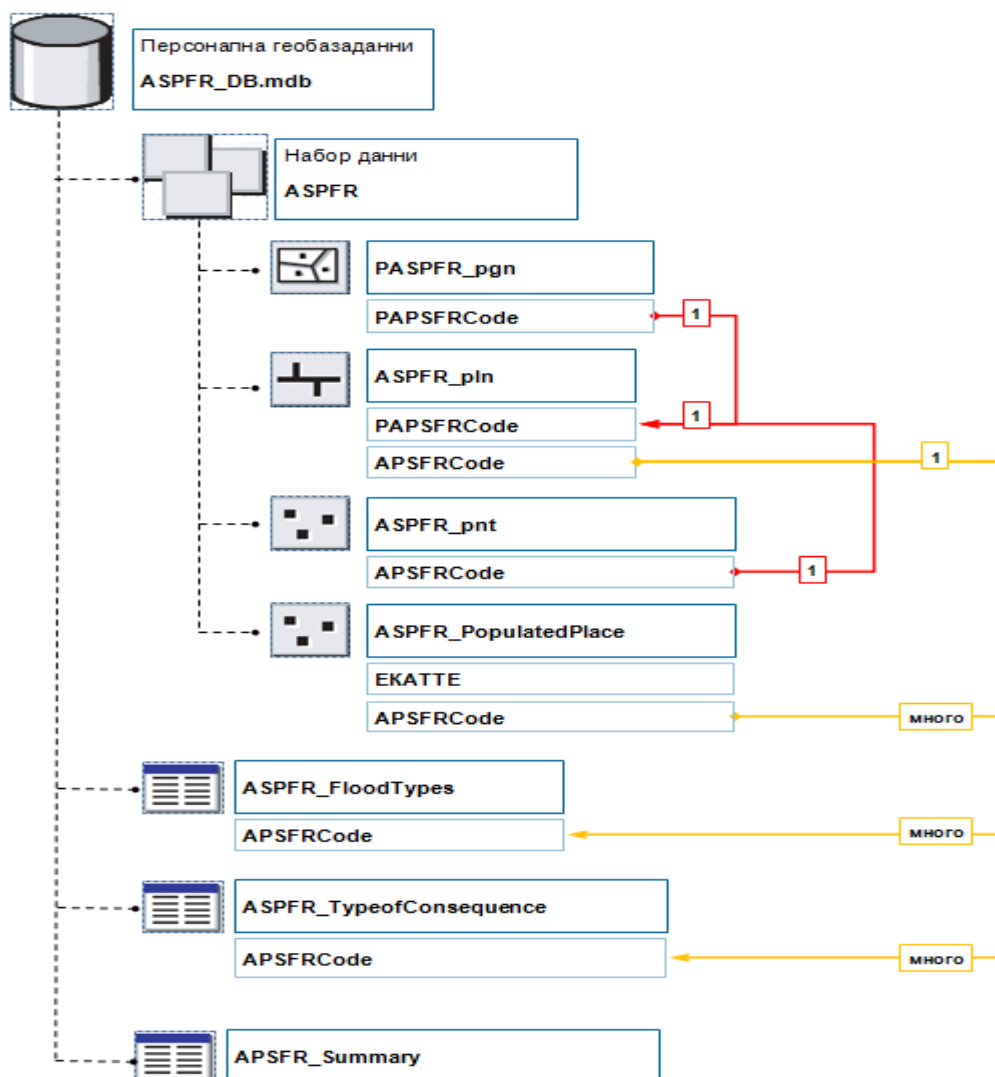 Персонална геобазаданни
ASPFR_DB.mdb
Набор данни
ASPFR
PASPFR_pgn
PAPSFRCode
1
ASPFR_pln
PAPSFRCode
1
APSFRCode
1
ASPFR_pnt
APSFRCode
1
ASPFR_PopulatedPlace
ЕКАТТЕ
APSFRCode
много
ASPFR_FloodTypes
APSFRCode
много
ASPFR_TypeofConsequence
APSFRCode
много
APSFR_Summary